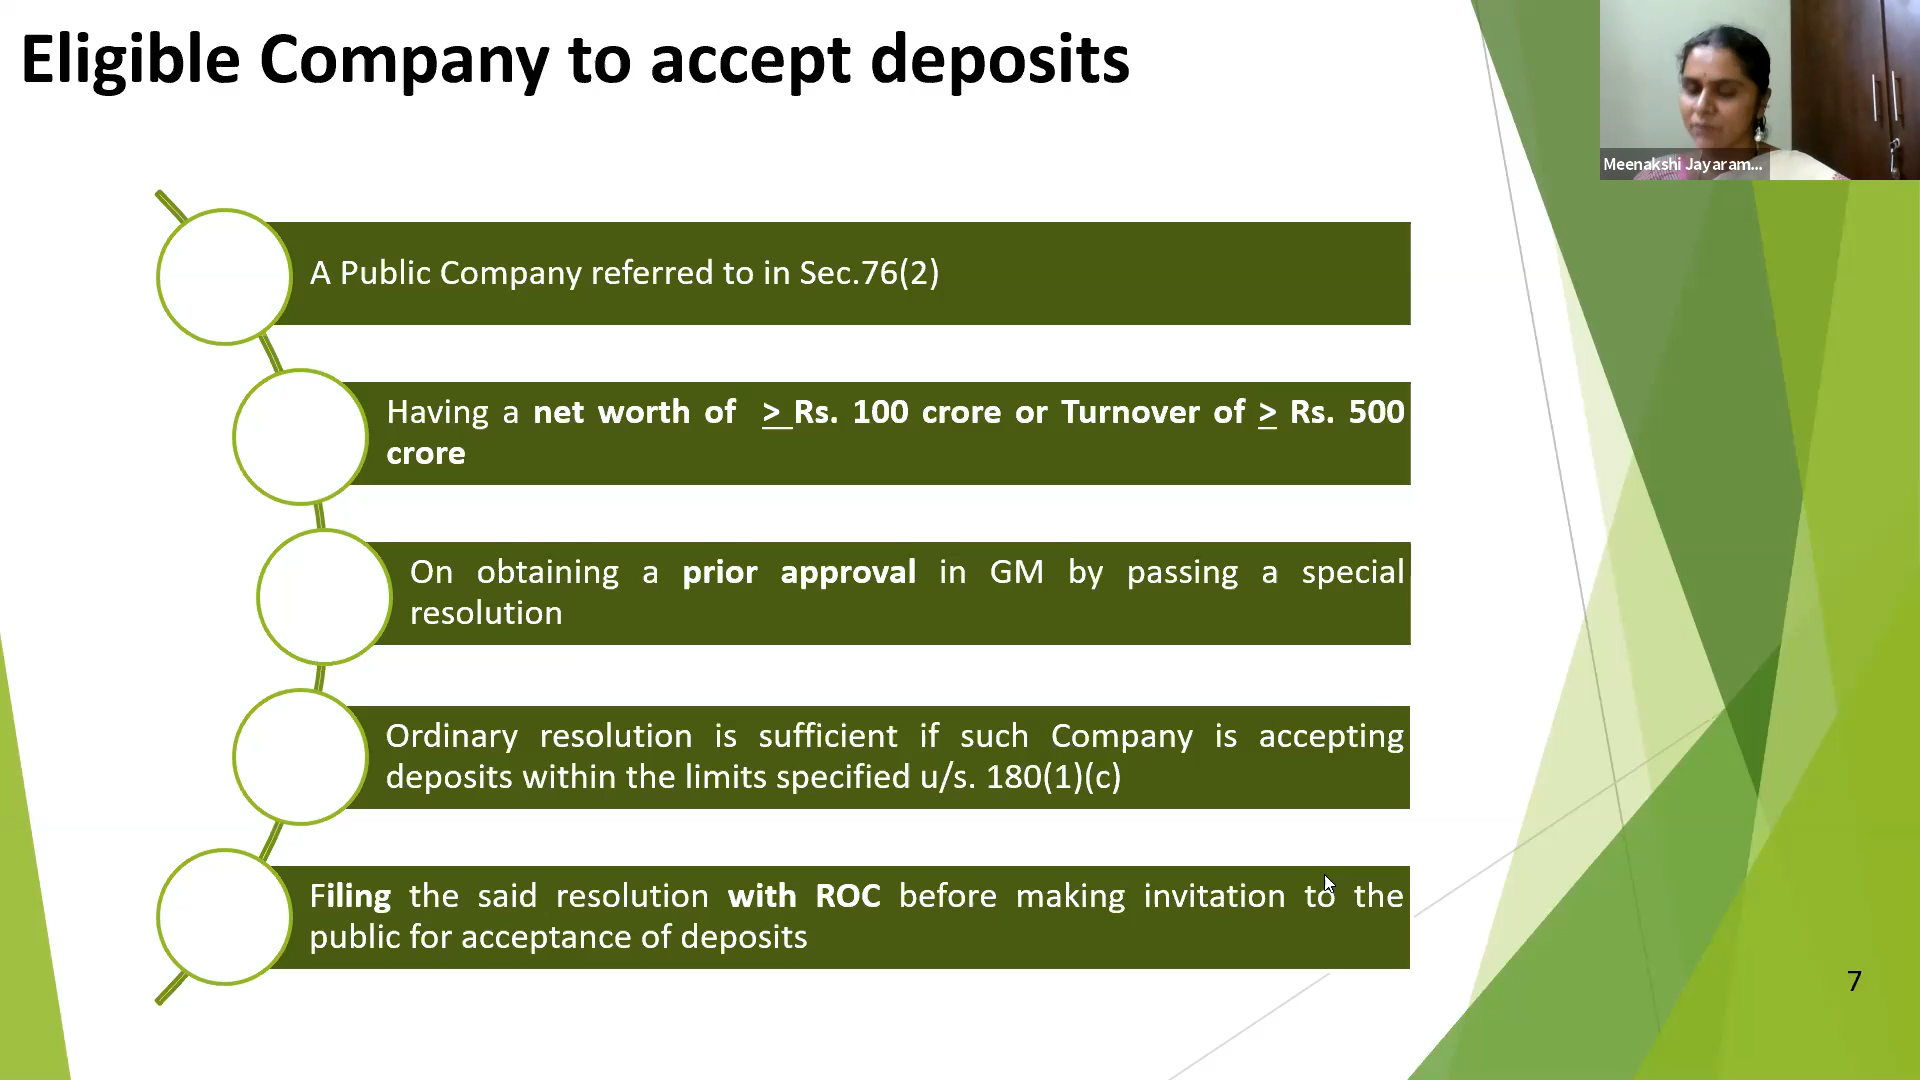 Eligible Company to accept deposits
Meenakshi Jayaram...
A Public Company referred to in Sec.76(2)
Having a net worth of > Rs. 100 crore or Turnover of > Rs. 500
crore
On obtaining a prior approval in GM by passing a special
resolution
Ordinary resolution is sufficient if such Company is accepting
deposits within the limits specified u/s. 180(1)(c)
Filing the said resolution with ROC before making invitation to the
public for acceptance of deposits
7